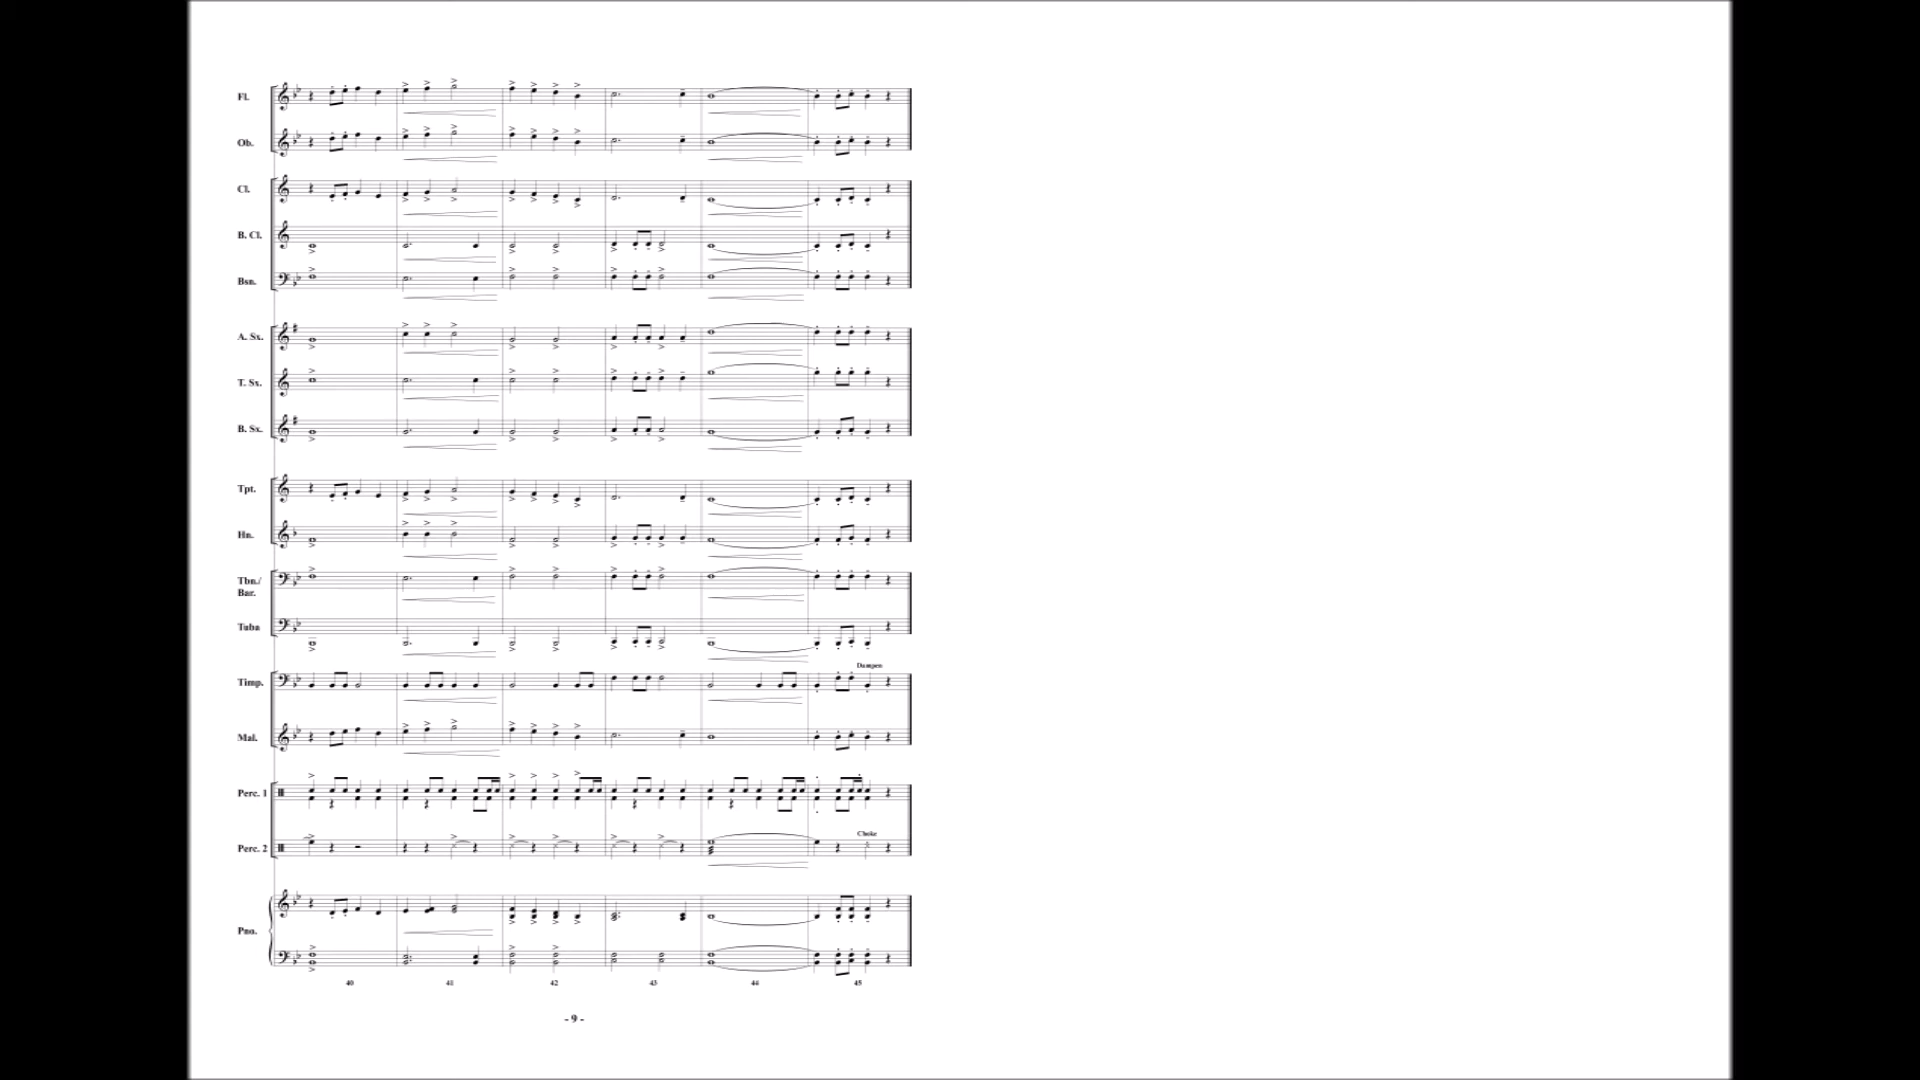 Fl.
Ob.
Cl.
B. Cl.
Bsn.
A. Sx.
T. Sx.
B. Sx.
Tpt.
Hn.
Tbn./
Bar.
Tuba
Dampen
Timp.
Mal.
Perc. 1
Choke
Perc. 2
Pno.
40 41 42 43 44 45
- 9 -